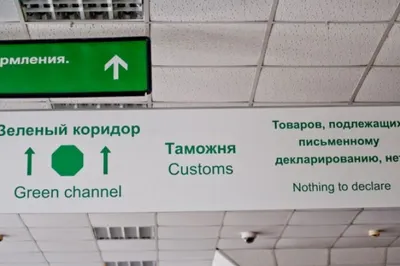 рмления.
Зеленый коридор
Green channel
Таможня
Customs
Товаров, подлежащих
письменному
декларированию, нет
Nothing to declare